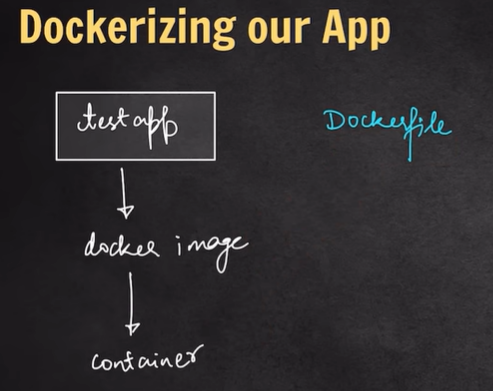 Dockerizing our App
testapp
Dockerfile
docker image
container